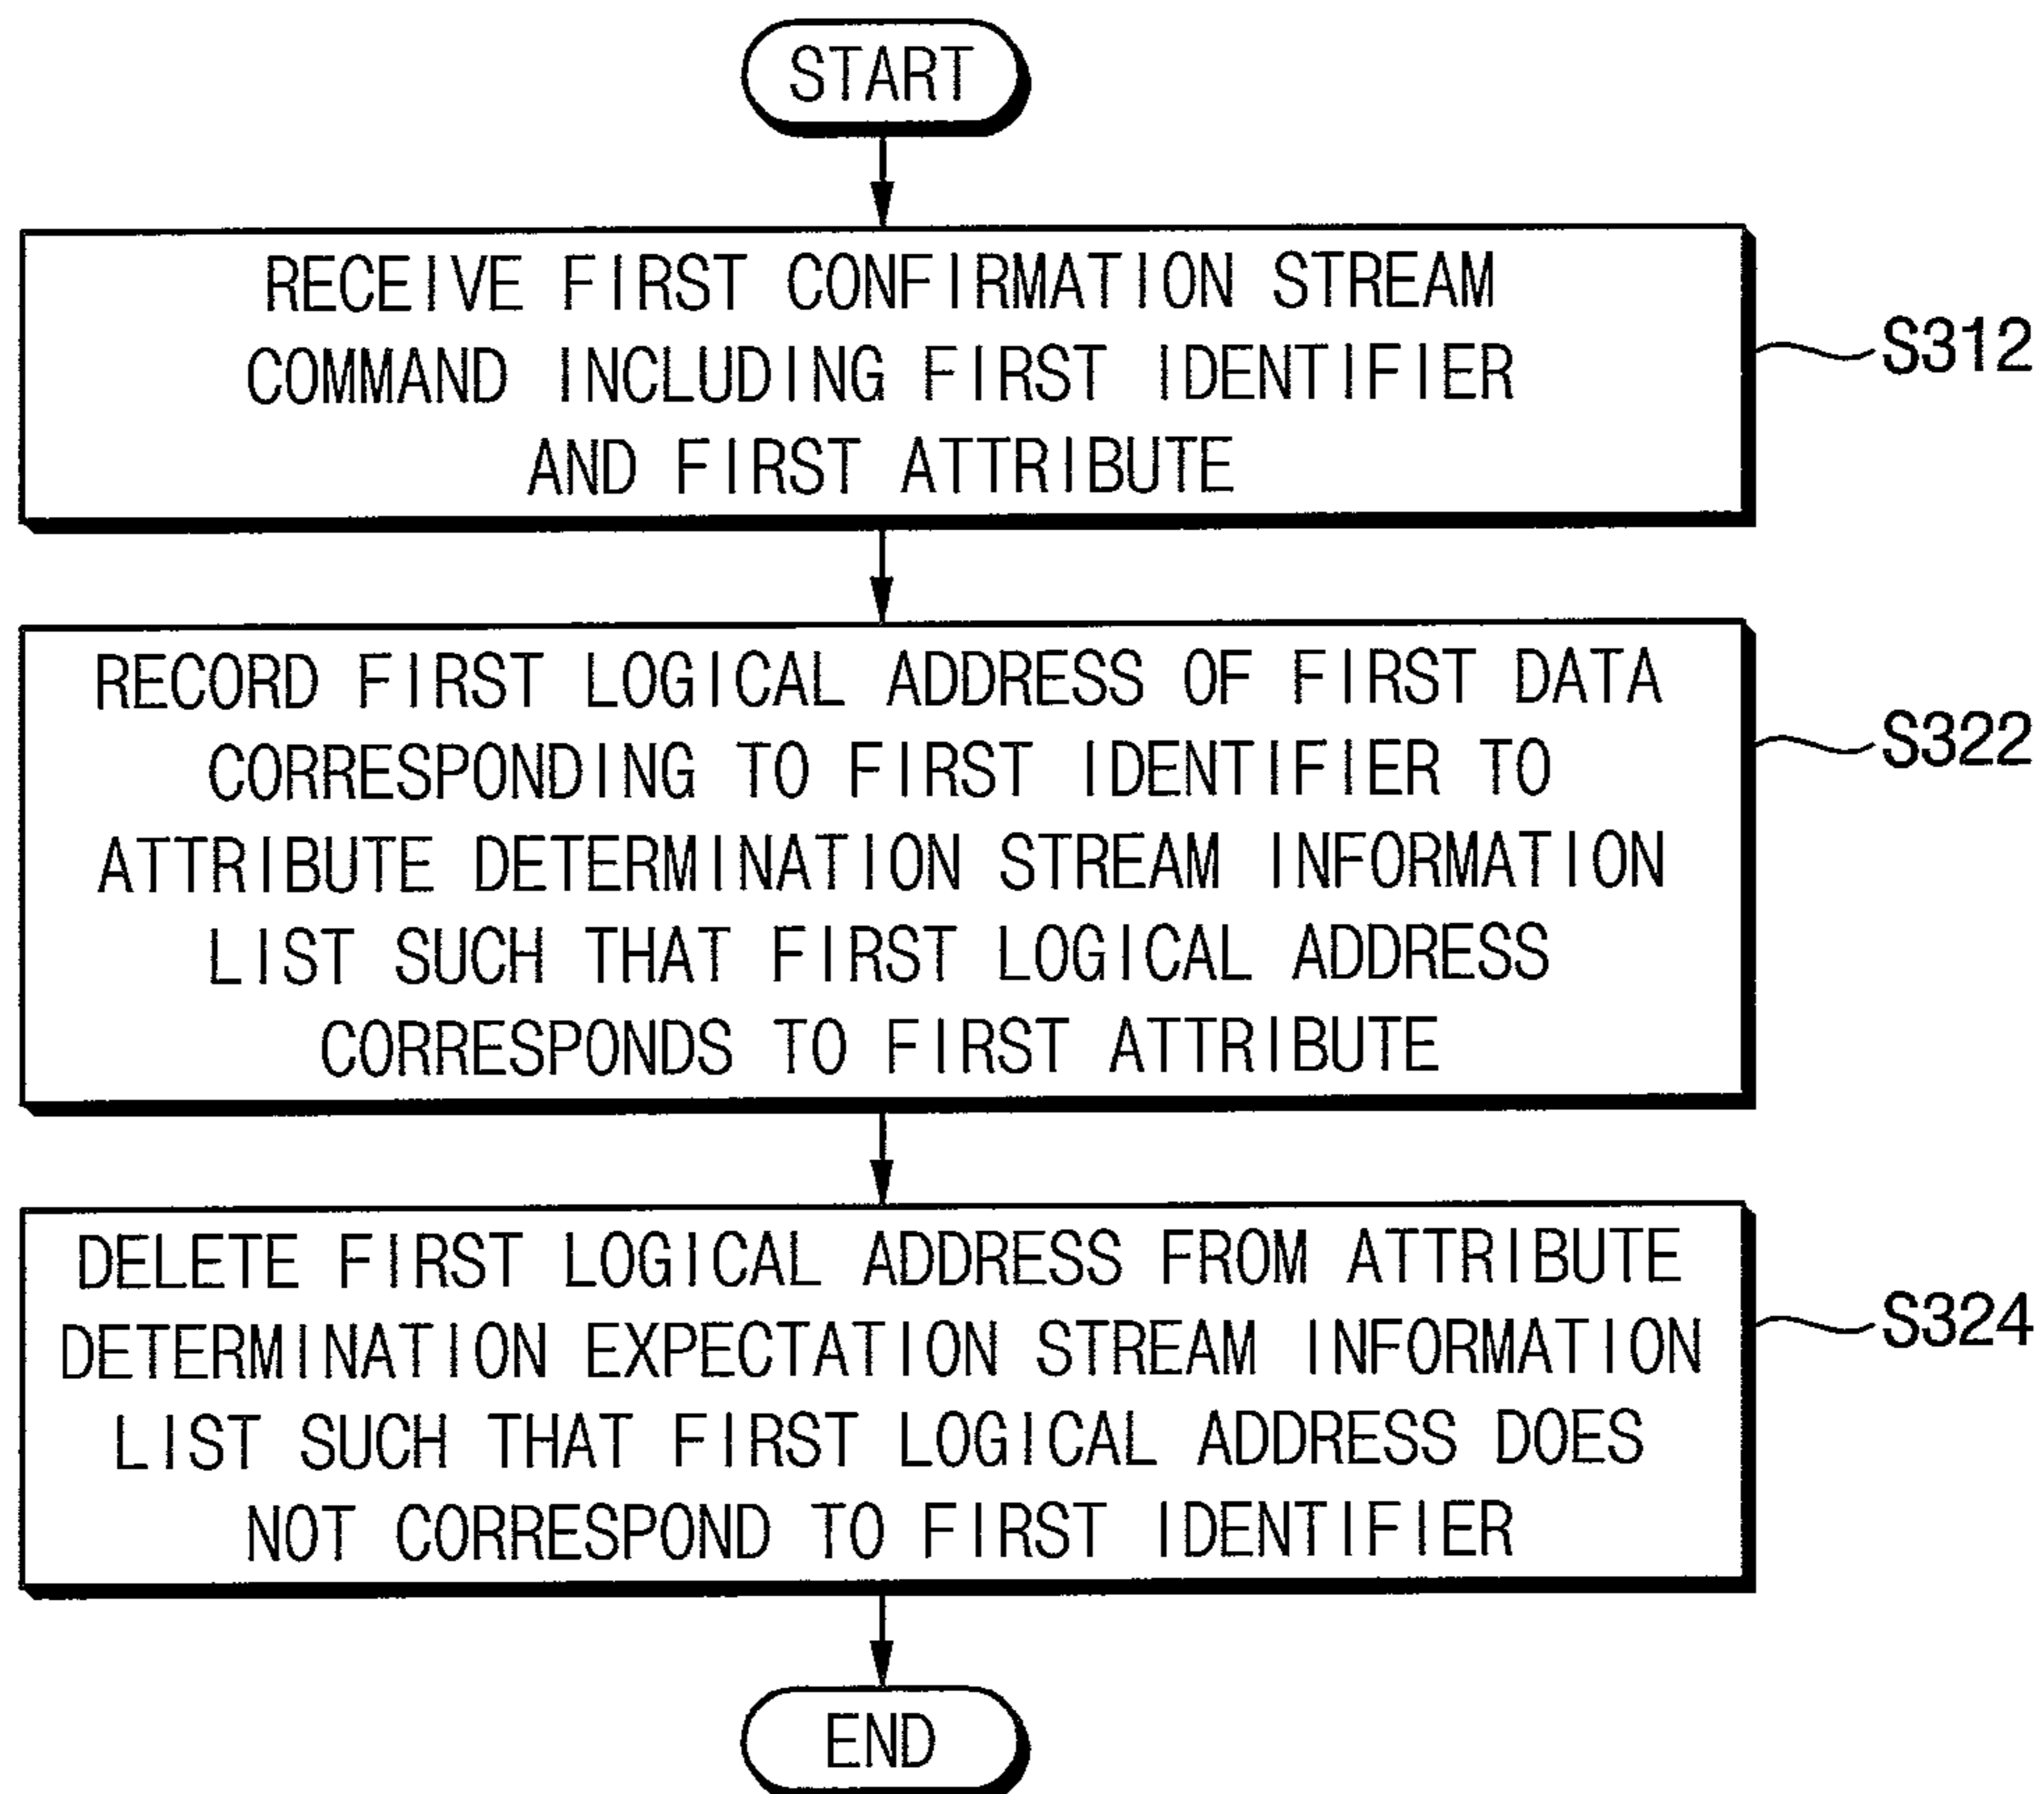 START
RECEIVE FIRST CONFIRMATION STREAM
COMMAND INCLUDING FIRST IDENTIFIER
AND FIRST ATTRIBUTE
S312
RECORD FIRST LOGICAL ADDRESS OF FIRST DATA
CORRESPONDING TO FIRST IDENTIFIER TO
ATTRIBUTE DETERMINATION STREAM INFORMATION
LIST SUCH THAT FIRST LOGICAL ADDRESS
CORRESPONDS TO FIRST ATTRIBUTE
S322
DELETE FIRST LOGICAL ADDRESS FROM ATTRIBUTE
DETERMINATION EXPECTATION STREAM INFORMATION
LIST SUCH THAT FIRST LOGICAL ADDRESS DOES
NOT CORRESPOND TO FIRST IDENTIFIER
S324
END